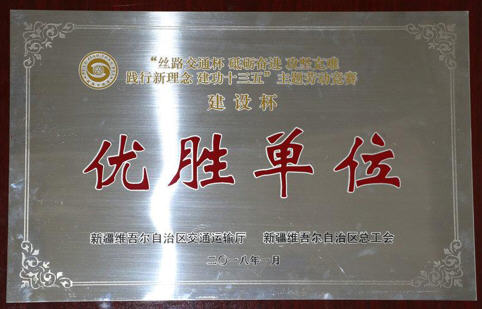 “丝路交通杯 砥砺奋进 攻坚克难
践行新理念 建功十三五”主题劳动竞赛
建设杯
优胜单位
新疆维吾尔自治区交通运输厅 新疆维吾尔自治区总工会
二〇一八年一月